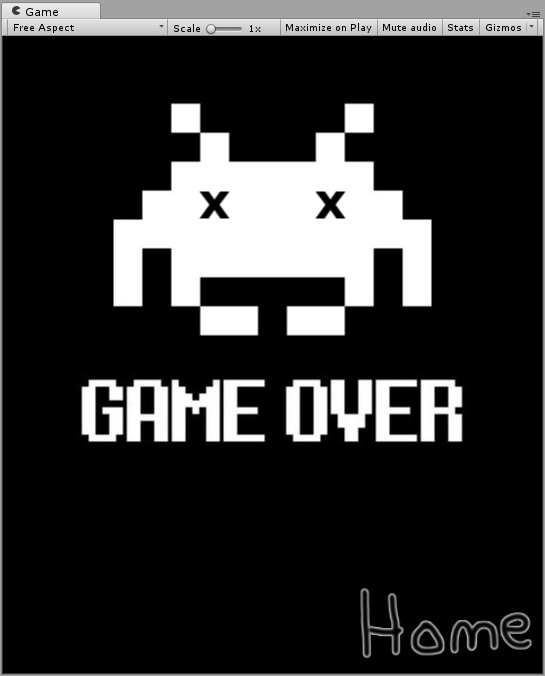 Game
Free Aspect Scale 1x Maximize on Play Mute audio Stats Gizmos
x x
GAME OVER
Home